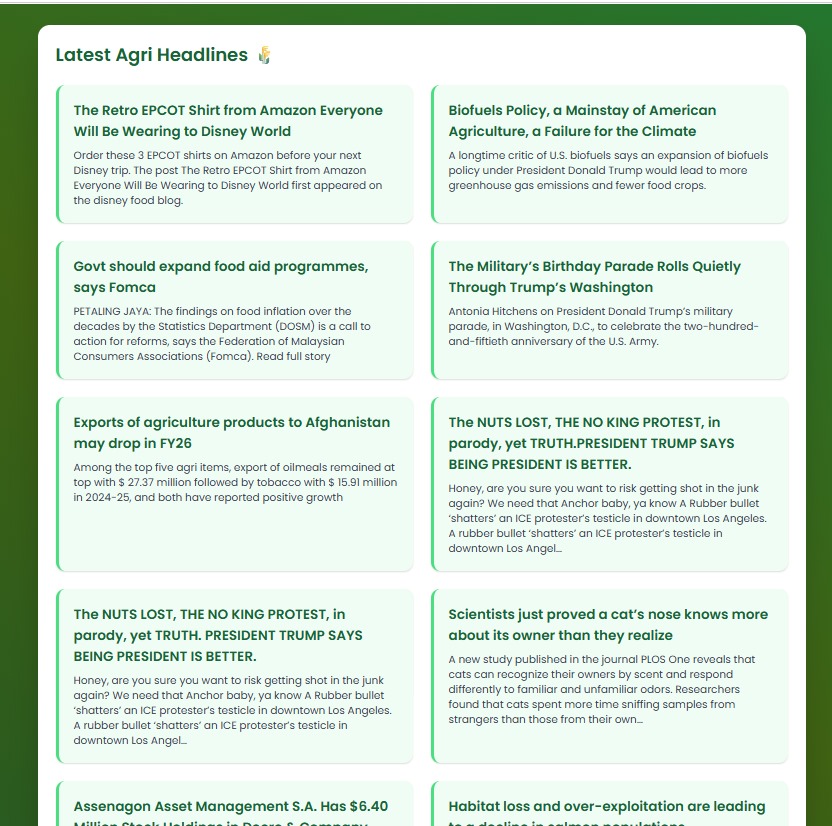 Latest Agri Headlines
The Retro EPCOT Shirt from Amazon Everyone
Will Be Wearing to Disney World
Order these 3 EPCOT shirts on Amazon before your next
Disney trip. The post The Retro EPCOT Shirt from Amazon
Everyone Will Be Wearing to Disney World first appeared on
the disney food blog.
Biofuels Policy, a Mainstay of American
Agriculture, a Failure for the Climate
A longtime critic of U.S. biofuels says an expansion of biofuels
policy under President Donald Trump would lead to more
greenhouse gas emissions and fewer food crops.
Govt should expand food aid programmes,
says Fomca
PETALING JAYA: The findings on food inflation over the
decades by the Statistics Department (DOSM) is a call to
action for reforms, says the Federation of Malaysian
Consumers Associations (Fomca). Read full story
The Military’s Birthday Parade Rolls Quietly
Through Trump’s Washington
Antonia Hitchens on President Donald Trump’s military
parade, in Washington, D.C., to celebrate the two-hundred-
and-fiftieth anniversary of the U.S. Army.
Exports of agriculture products to Afghanistan
may drop in FY26
Among the top five agri items, export of oilmeals remained at
top with $ 27.37 million followed by tobacco with $ 15.91 million
in 2024-25, and both have reported positive growth
The NUTS LOST, THE NO KING PROTEST, in
parody, yet TRUTH.PRESIDENT TRUMP SAYS
BEING PRESIDENT IS BETTER.
Honey, are you sure you want to risk getting shot in the junk
again? We need that Anchor baby, ya know A Rubber bullet
‘shatters’ an ICE protester’s testicle in downtown Los Angeles.
A rubber bullet ‘shatters’ an ICE protester’s testicle in
downtown Los Angel…
The NUTS LOST, THE NO KING PROTEST, in
parody, yet TRUTH. PRESIDENT TRUMP SAYS
BEING PRESIDENT IS BETTER.
Honey, are you sure you want to risk getting shot in the junk
again? We need that Anchor baby, ya know A Rubber bullet
‘shatters’ an ICE protester’s testicle in downtown Los Angeles.
A rubber bullet ‘shatters’ an ICE protester’s testicle in
downtown Los Angel…
Scientists just proved a cat’s nose knows more
about its owner than they realize
A new study published in the journal PLOS One reveals that
cats can recognize their owners by scent and respond
differently to familiar and unfamiliar odors. Researchers
found that cats spent more time sniffing samples from
strangers than those from their own…
Assenagon Asset Management S.A. Has $6.40
Million Stock Holdings in Deere & Company
Habitat loss and over-exploitation are leading
to a decline in salmon populations